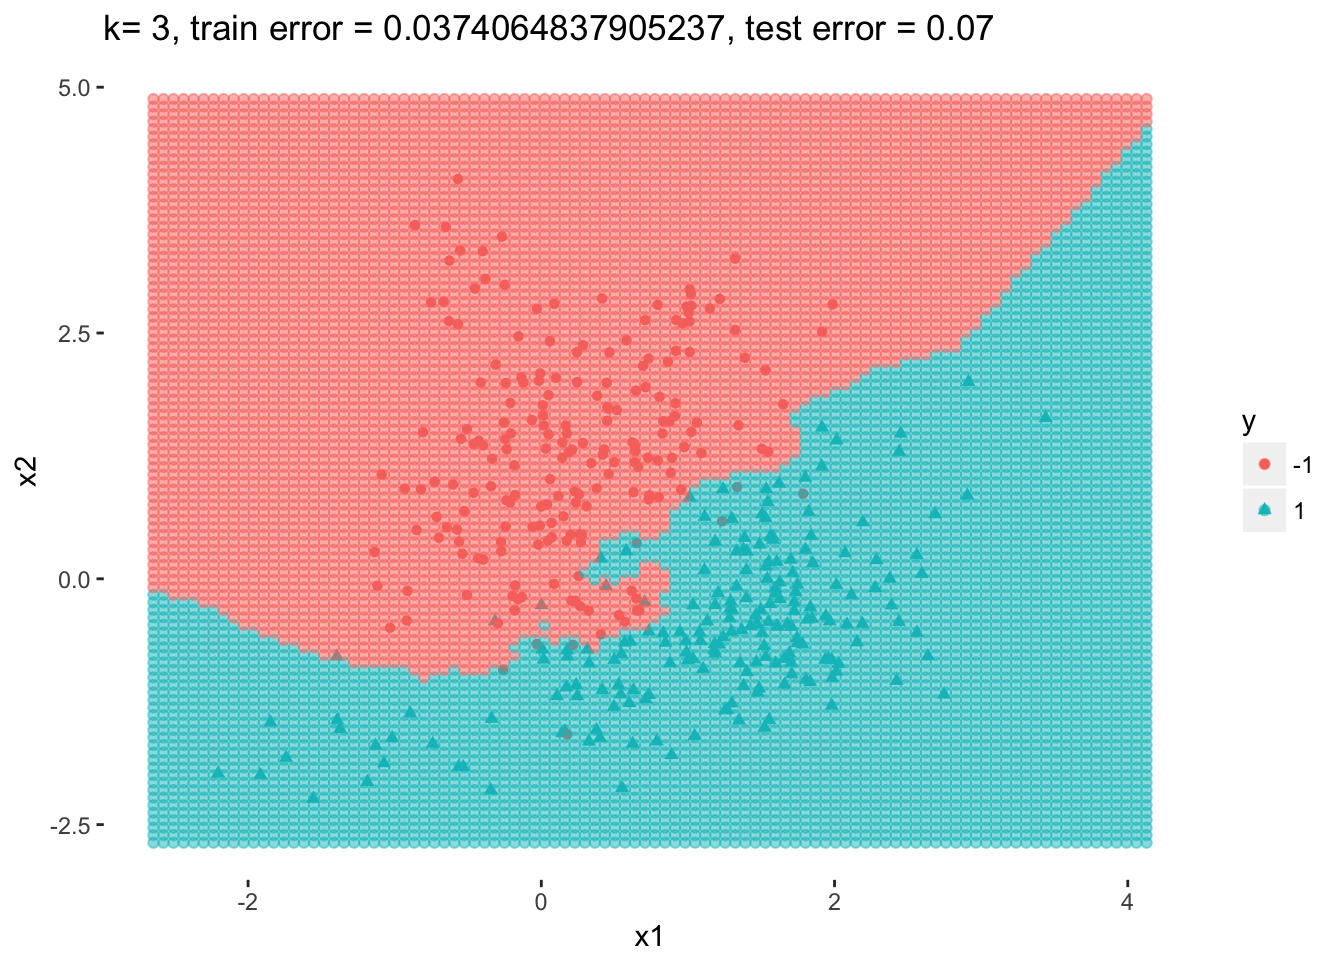 k= 3, train error = 0.0374064837905237, test error = 0.07
5.0
2.5
0.0
-2.5
x2
-2
0
2
4
x1
y
-1
1